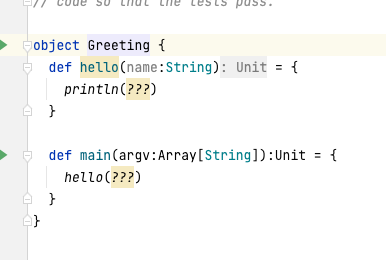 // code so that the tests pass.
object Greeting {
def hello(name:String): Unit = {
println(???)
}
def main(argv:Array[String]):Unit = {
hello(???)
}
}